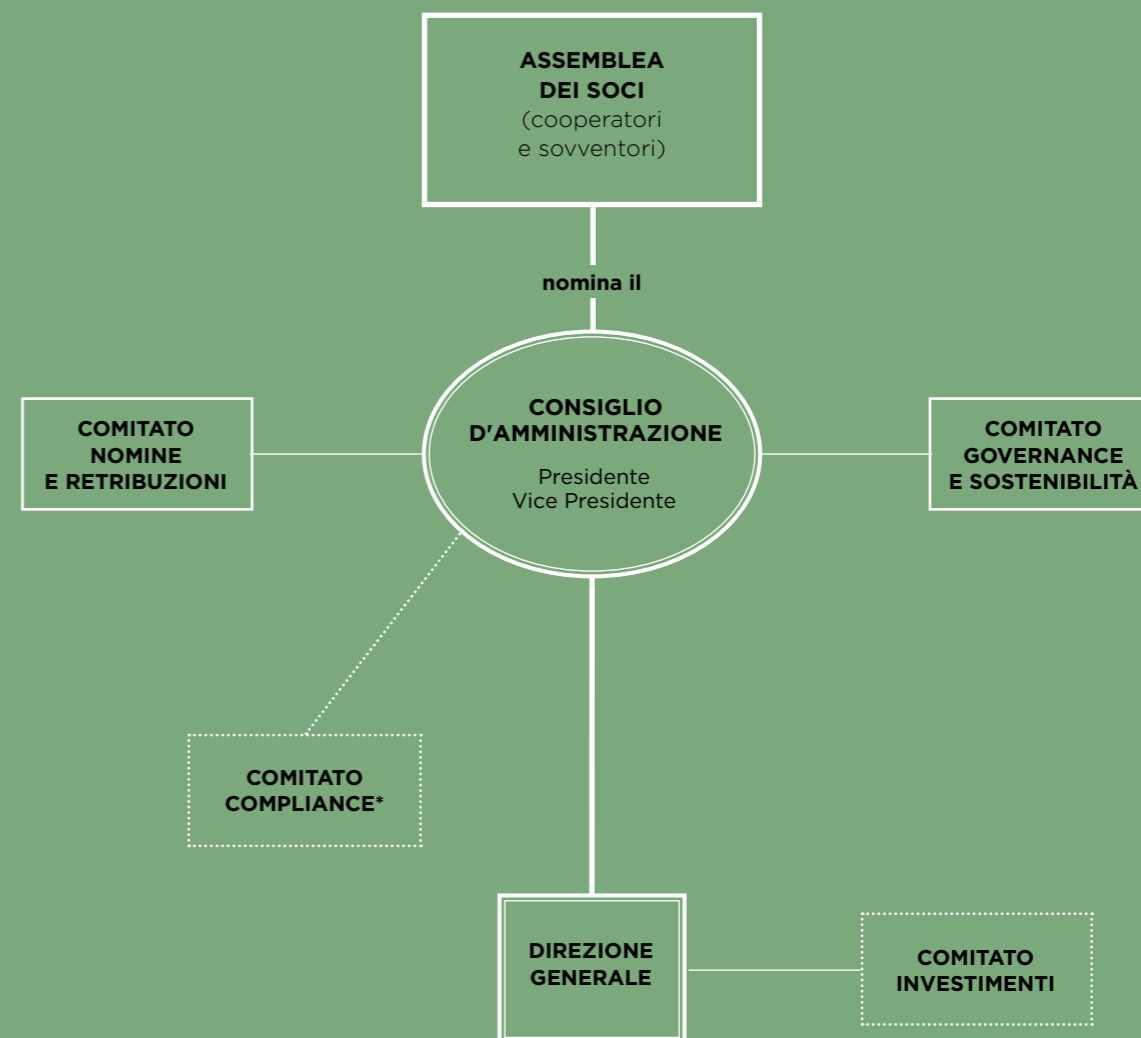 ASSEMBLEA
DEI SOCI
(cooperatori
e sovventori)
nomina il
CONSIGLIO
D'AMMINISTRAZIONE
Presidente
Vice Presidente
COMITATO
NOMINE
E RETRIBUZIONI
COMITATO
GOVERNANCE
E SOSTENIBILITÀ
COMITATO
COMPLIANCE*
DIREZIONE
GENERALE
COMITATO
INVESTIMENTI